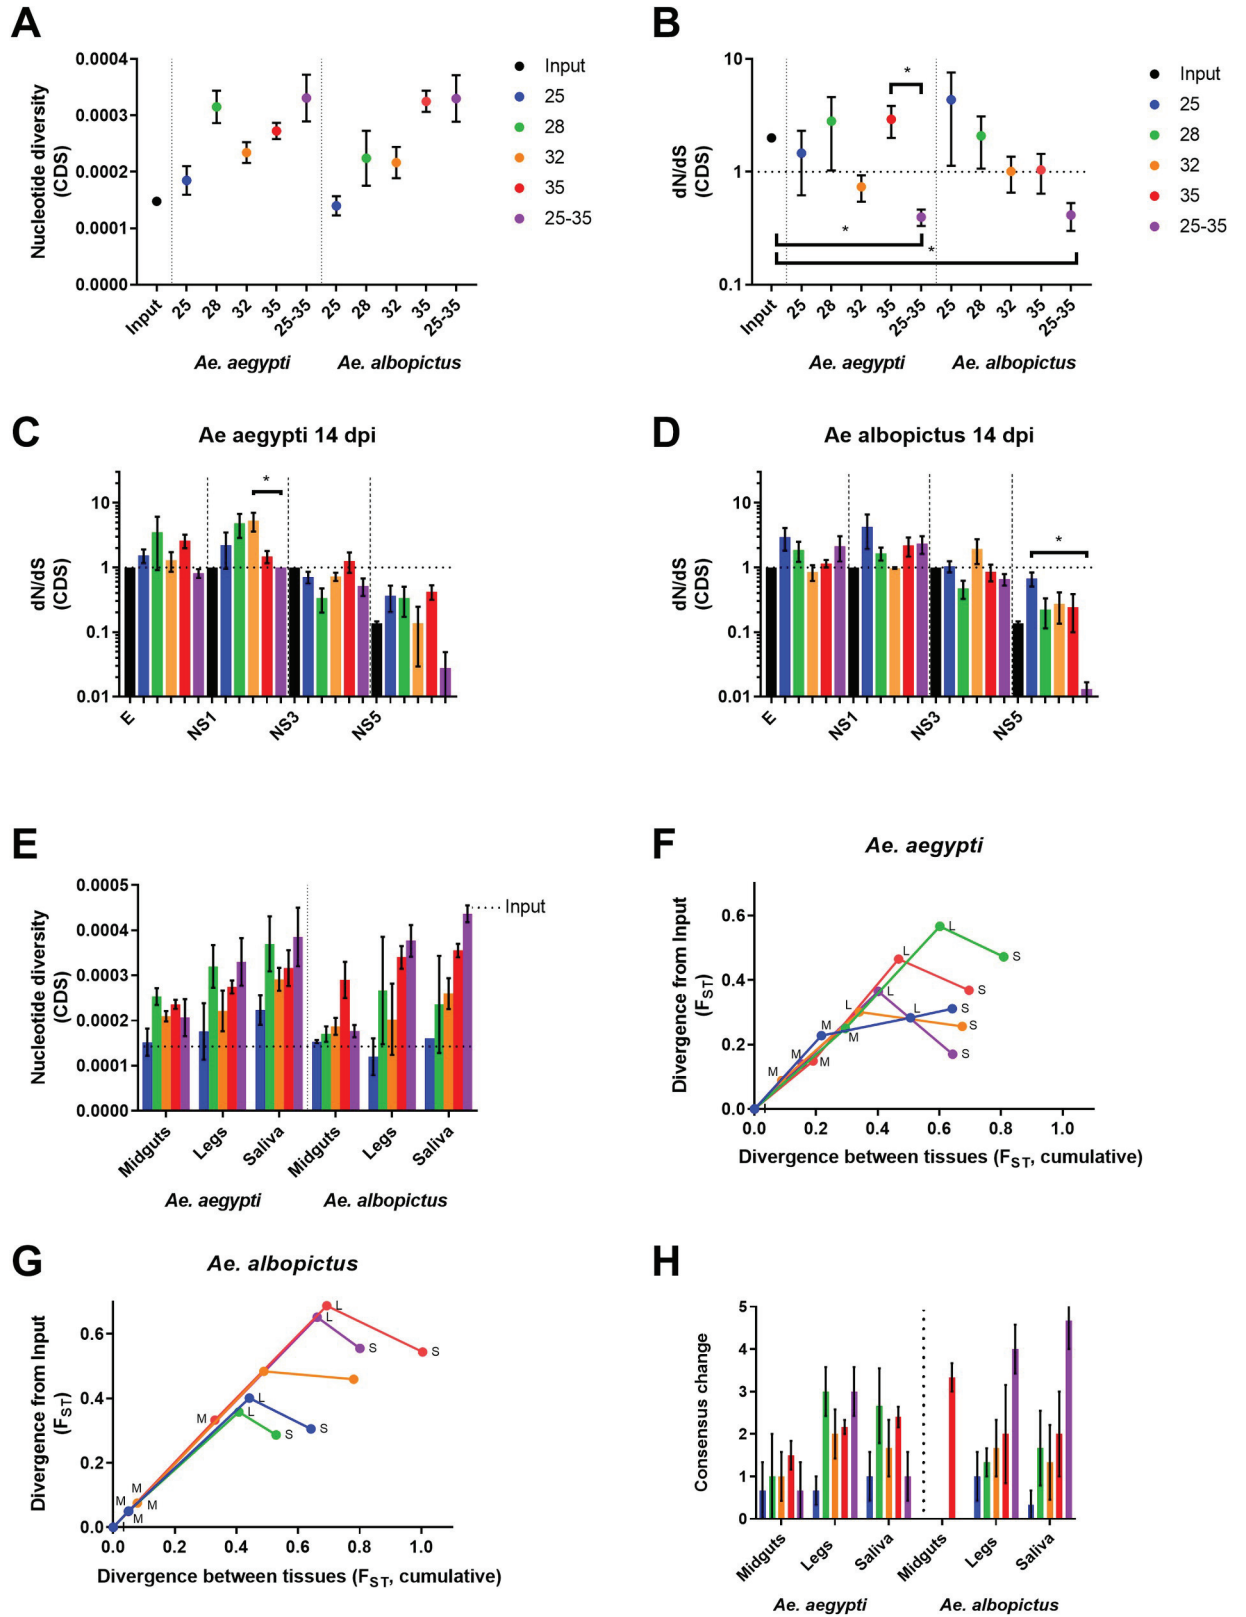 A
Nucleotide diversity
(CDS)
0.0004
0.0003
0.0002
0.0001
0.0000
Input
25
28
32
35
25-35
25
28
32
35
25-35
Ae. aegypti
Ae. albopictus
Input
25
28
32
35
25-35
B
dN/dS
(CDS)
10
1
0.1
*
*
*
Input
25
28
32
35
25-35
25
28
32
35
25-35
Ae. aegypti
Ae. albopictus
Input
25
28
32
35
25-35
C
Ae aegypti 14 dpi
dN/dS
(CDS)
10
1
0.1
0.01
*
E
NS1
NS3
NS5
D
Ae albopictus 14 dpi
dN/dS
(CDS)
10
1
0.1
0.01
*
E
NS1
NS3
NS5
E
Nucleotide diversity
(CDS)
0.0005
0.0004
0.0003
0.0002
0.0001
0.0000
Input
Midguts
Legs
Saliva
Midguts
Legs
Saliva
Ae. aegypti
Ae. albopictus
F
Ae. aegypti
Divergence from Input
(FST)
0.6
0.4
0.2
0.0
L
S
L
S
L
L
S
M
M
L
S
M
M
M
S
0.0
0.2
0.4
0.6
0.8
1.0
Divergence between tissues (FST, cumulative)
G
Ae. albopictus
Divergence from Input
(FST)
0.6
0.4
0.2
0.0
L
L
S
S
M
L
L
S
S
M
M
M
M
0.0
0.2
0.4
0.6
0.8
1.0
Divergence between tissues (FST, cumulative)
H
Consensus change
5
4
3
2
1
0
Midguts
Legs
Saliva
Midguts
Legs
Saliva
Ae. aegypti
Ae. albopictus